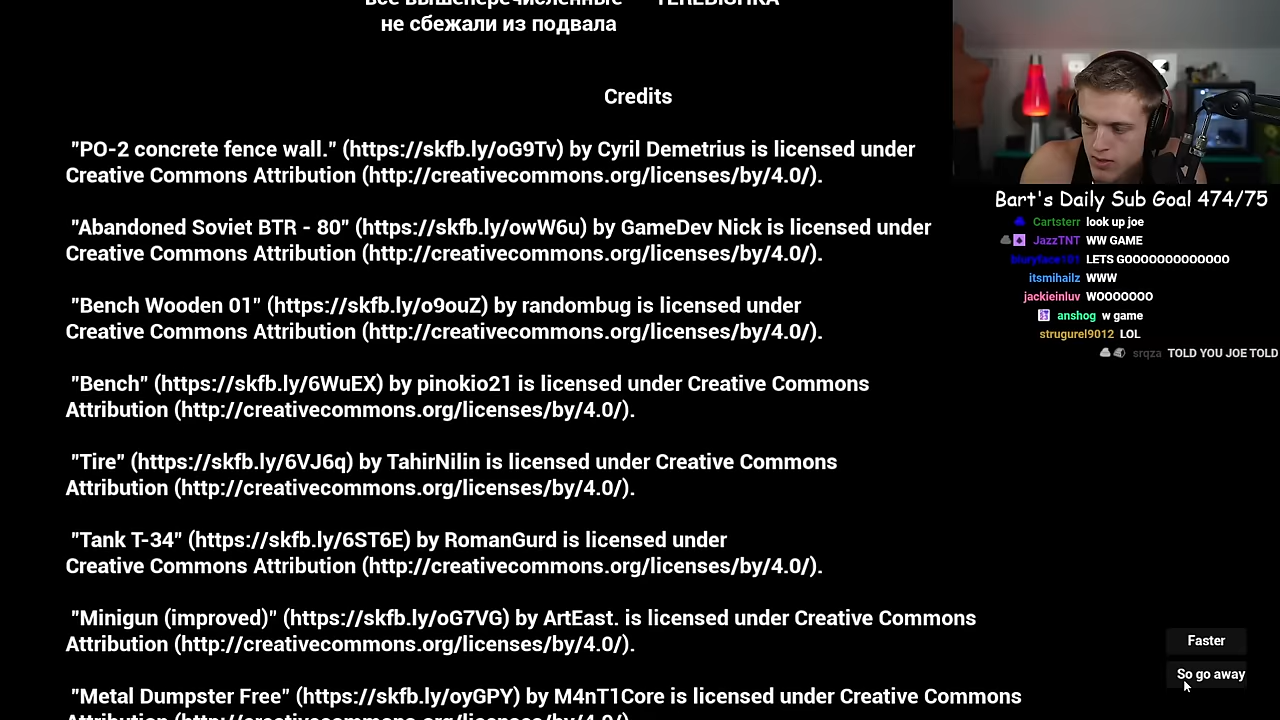 все вышеперечисленные TEREBISHKA
не сбежали из подвала
Credits
"PO-2 concrete fence wall." (https://skfb.ly/oG9Tv) by Cyril Demetrius is licensed under
Creative Commons Attribution (http://creativecommons.org/licenses/by/4.0/).
"Abandoned Soviet BTR - 80" (https://skfb.ly/owW6u) by GameDev Nick is licensed under
Creative Commons Attribution (http://creativecommons.org/licenses/by/4.0/).
"Bench Wooden 01" (https://skfb.ly/o9ouZ) by randombug is licensed under
Creative Commons Attribution (http://creativecommons.org/licenses/by/4.0/).
"Bench" (https://skfb.ly/6WuEX) by pinokio21 is licensed under Creative Commons
Attribution (http://creativecommons.org/licenses/by/4.0/).
"Tire" (https://skfb.ly/6VJ6q) by TahirNilin is licensed under Creative Commons
Attribution (http://creativecommons.org/licenses/by/4.0/).
"Tank T-34" (https://skfb.ly/6ST6E) by RomanGurd is licensed under
Creative Commons Attribution (http://creativecommons.org/licenses/by/4.0/).
"Minigun (improved)" (https://skfb.ly/oG7VG) by ArtEast. is licensed under Creative Commons
Attribution (http://creativecommons.org/licenses/by/4.0/).
"Metal Dumpster Free" (https://skfb.ly/oyGPY) by M4nT1Core is licensed under Creative Commons
Bart's Daily Sub Goal 474/75
Cartsterr look up joe
JazzTNT WW GAME
bluryface101 LETS GOOOOOOOOOOOOO
itsmihailz WWW
jackieinluv WOOOOOOO
anshog w game
strugurel9012 LOL
srqza TOLD YOU JOE TOLD
Faster
So go away